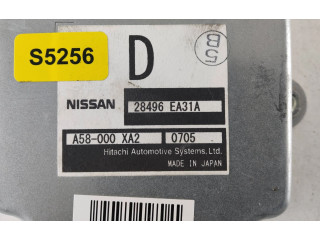 S5256
D
NISSAN
28496 EA31A
A58-000 XA2
0705
Hitachi Automotive Systems, Ltd.
MADE IN JAPAN